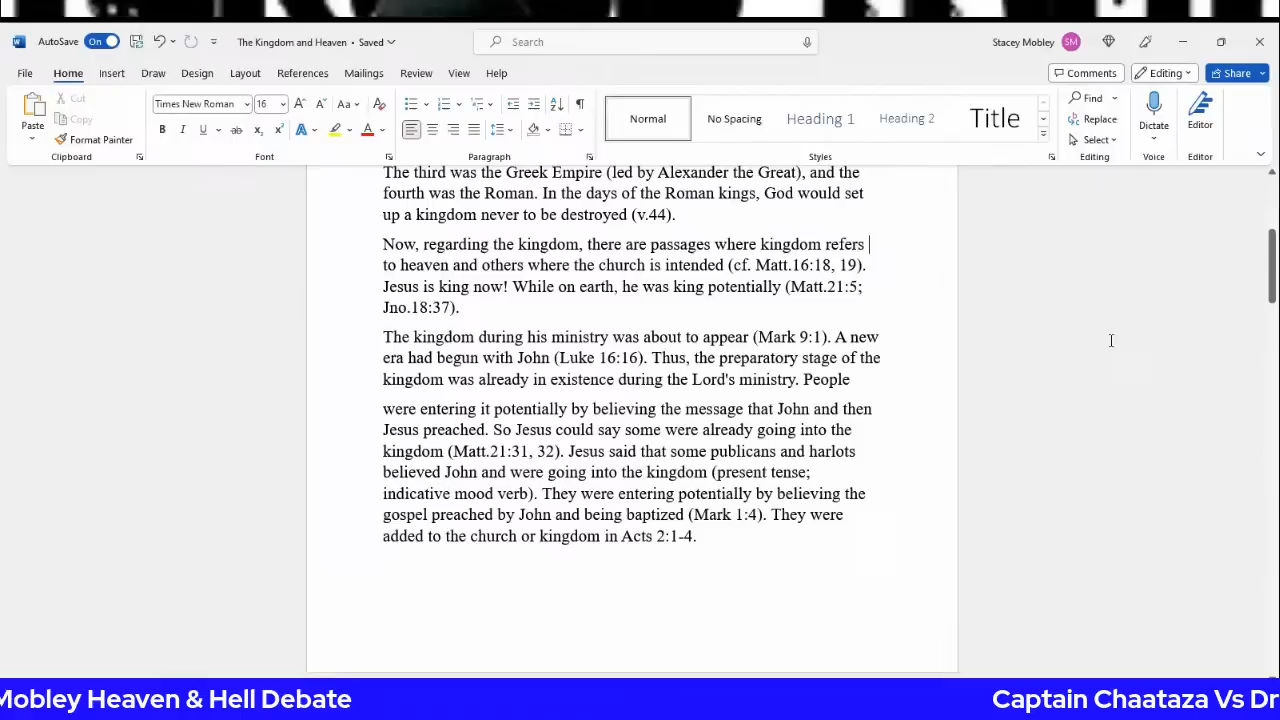 AutoSave On The Kingdom and Heaven • Saved Search Stacey Mobley SM
File Home Insert Draw Design Layout References Mailings Review View Help Comments Editing Share
Paste Cut Copy Format Painter
Clipboard
Times New Roman 16 A A Aa A
B I U ab x₂ x² A A
Font
Paragraph
Normal No Spacing Heading 1 Heading 2 Title
Styles
Find Replace Select
Editing
Dictate
Voice
Editor
Editor
The third was the Greek Empire (led by Alexander the Great), and the
fourth was the Roman. In the days of the Roman kings, God would set
up a kingdom never to be destroyed (v.44).
Now, regarding the kingdom, there are passages where kingdom refers
to heaven and others where the church is intended (cf. Matt.16:18, 19).
Jesus is king now! While on earth, he was king potentially (Matt.21:5;
Jno.18:37).
The kingdom during his ministry was about to appear (Mark 9:1). A new
era had begun with John (Luke 16:16). Thus, the preparatory stage of the
kingdom was already in existence during the Lord's ministry. People
were entering it potentially by believing the message that John and then
Jesus preached. So Jesus could say some were already going into the
kingdom (Matt.21:31, 32). Jesus said that some publicans and harlots
believed John and were going into the kingdom (present tense;
indicative mood verb). They were entering potentially by believing the
gospel preached by John and being baptized (Mark 1:4). They were
added to the church or kingdom in Acts 2:1-4.
Mobley Heaven & Hell Debate Captain Chaataza Vs Dr